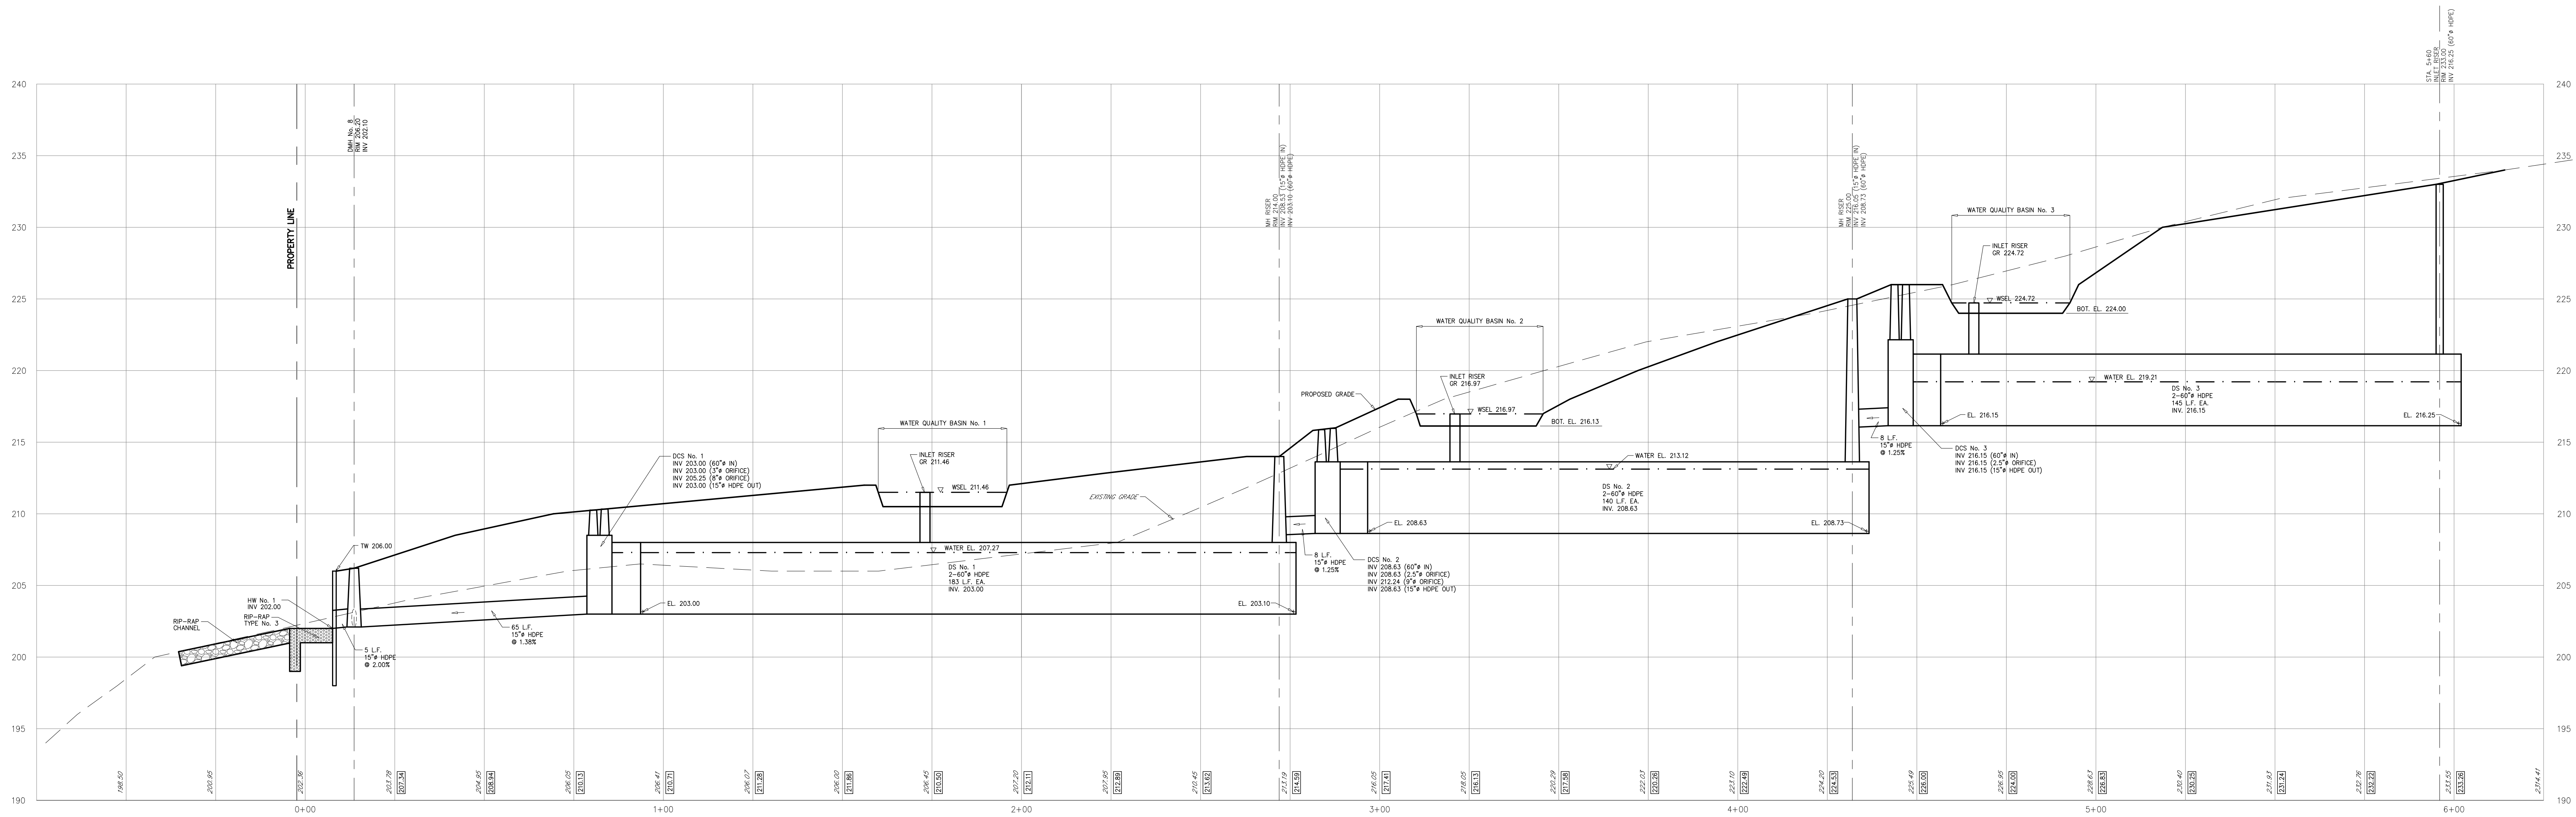 STA. 5+60
INLET RISER
RIM 233.00
INV 216.25 (60"ø HDPE)
240
240
235
235
230
230
225
225
220
220
215
215
210
210
205
205
200
200
195
195
190
190
PROPERTY LINE
DMH No. 8
RIM 206.20
INV 202.10
MH RISER
RIM 214.00
INV 208.53 (15"ø HDPE IN)
INV 203.10 (60"ø HDPE)
MH RISER
RIM 225.00
INV 216.05 (15"ø HDPE IN)
INV 208.73 (60"ø HDPE)
WATER QUALITY BASIN No. 3
INLET RISER
GR 224.72
WSEL 224.72
BOT. EL. 224.00
WATER EL. 219.21
DS No. 3
2-60"ø HDPE
145 L.F. EA.
INV. 216.15
EL. 216.15
EL. 216.25
8 L.F.
15"ø HDPE
@ 1.25%
DCS No. 3
INV 216.15 (60"ø IN)
INV 216.15 (2.5"ø ORIFICE)
INV 216.15 (15"ø HDPE OUT)
WATER QUALITY BASIN No. 2
INLET RISER
GR 216.97
PROPOSED GRADE
WSEL 216.97
BOT. EL. 216.13
WATER EL. 213.12
DS No. 2
2-60"ø HDPE
140 L.F. EA.
INV. 208.63
EL. 208.63
EL. 208.73
8 L.F.
15"ø HDPE
@ 1.25%
DCS No. 2
INV 208.63 (60"ø IN)
INV 208.63 (2.5"ø ORIFICE)
INV 212.24 (9"ø ORIFICE)
INV 208.63 (15"ø HDPE OUT)
WATER QUALITY BASIN No. 1
INLET RISER
GR 211.46
WSEL 211.46
DCS No. 1
INV 203.00 (60"ø IN)
INV 203.00 (3"ø ORIFICE)
INV 205.25 (8"ø ORIFICE)
INV 203.00 (15"ø HDPE OUT)
EXISTING GRADE
WATER EL. 207.27
DS No. 1
2-60"ø HDPE
183 L.F. EA.
INV. 203.00
EL. 203.00
EL. 203.10
TW 206.00
HW No. 1
INV 202.00
RIP-RAP
TYPE No. 3
RIP-RAP
CHANNEL
65 L.F.
15"ø HDPE
@ 1.38%
5 L.F.
15"ø HDPE
@ 2.00%
198.50
200.95
202.36
203.78 207.34
204.95 208.94
206.05 210.13
206.41 210.71
206.07 211.28
206.00 211.86
206.45 210.50
207.20 212.11
207.95 212.89
210.45 213.62
213.19 214.59
216.05 217.41
218.05 216.13
220.29 217.58
222.03 220.26
223.10 222.49
224.20 224.53
225.49 226.00
226.95 224.00
228.63 226.83
230.40 230.25
231.93 231.24
232.76 232.22
233.55 233.26
234.41
0+00
1+00
2+00
3+00
4+00
5+00
6+00